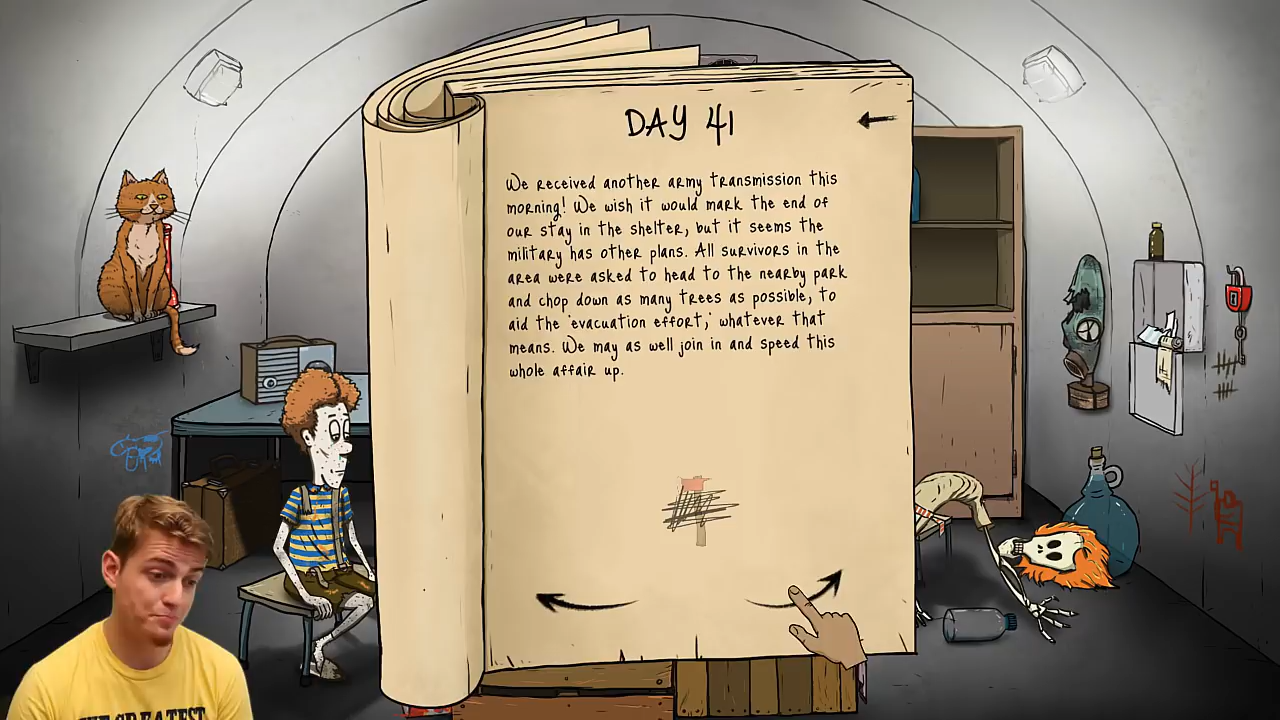 DAY 41
We received another army transmission this
morning! We wish it would mark the end of
our stay in the shelter, but it seems the
military has other plans. All survivors in the
area were asked to head to the nearby park
and chop down as many trees as possible, to
aid the 'evacuation effort,' whatever that
means. We may as well join in and speed this
whole affair up.
THE GREATEST